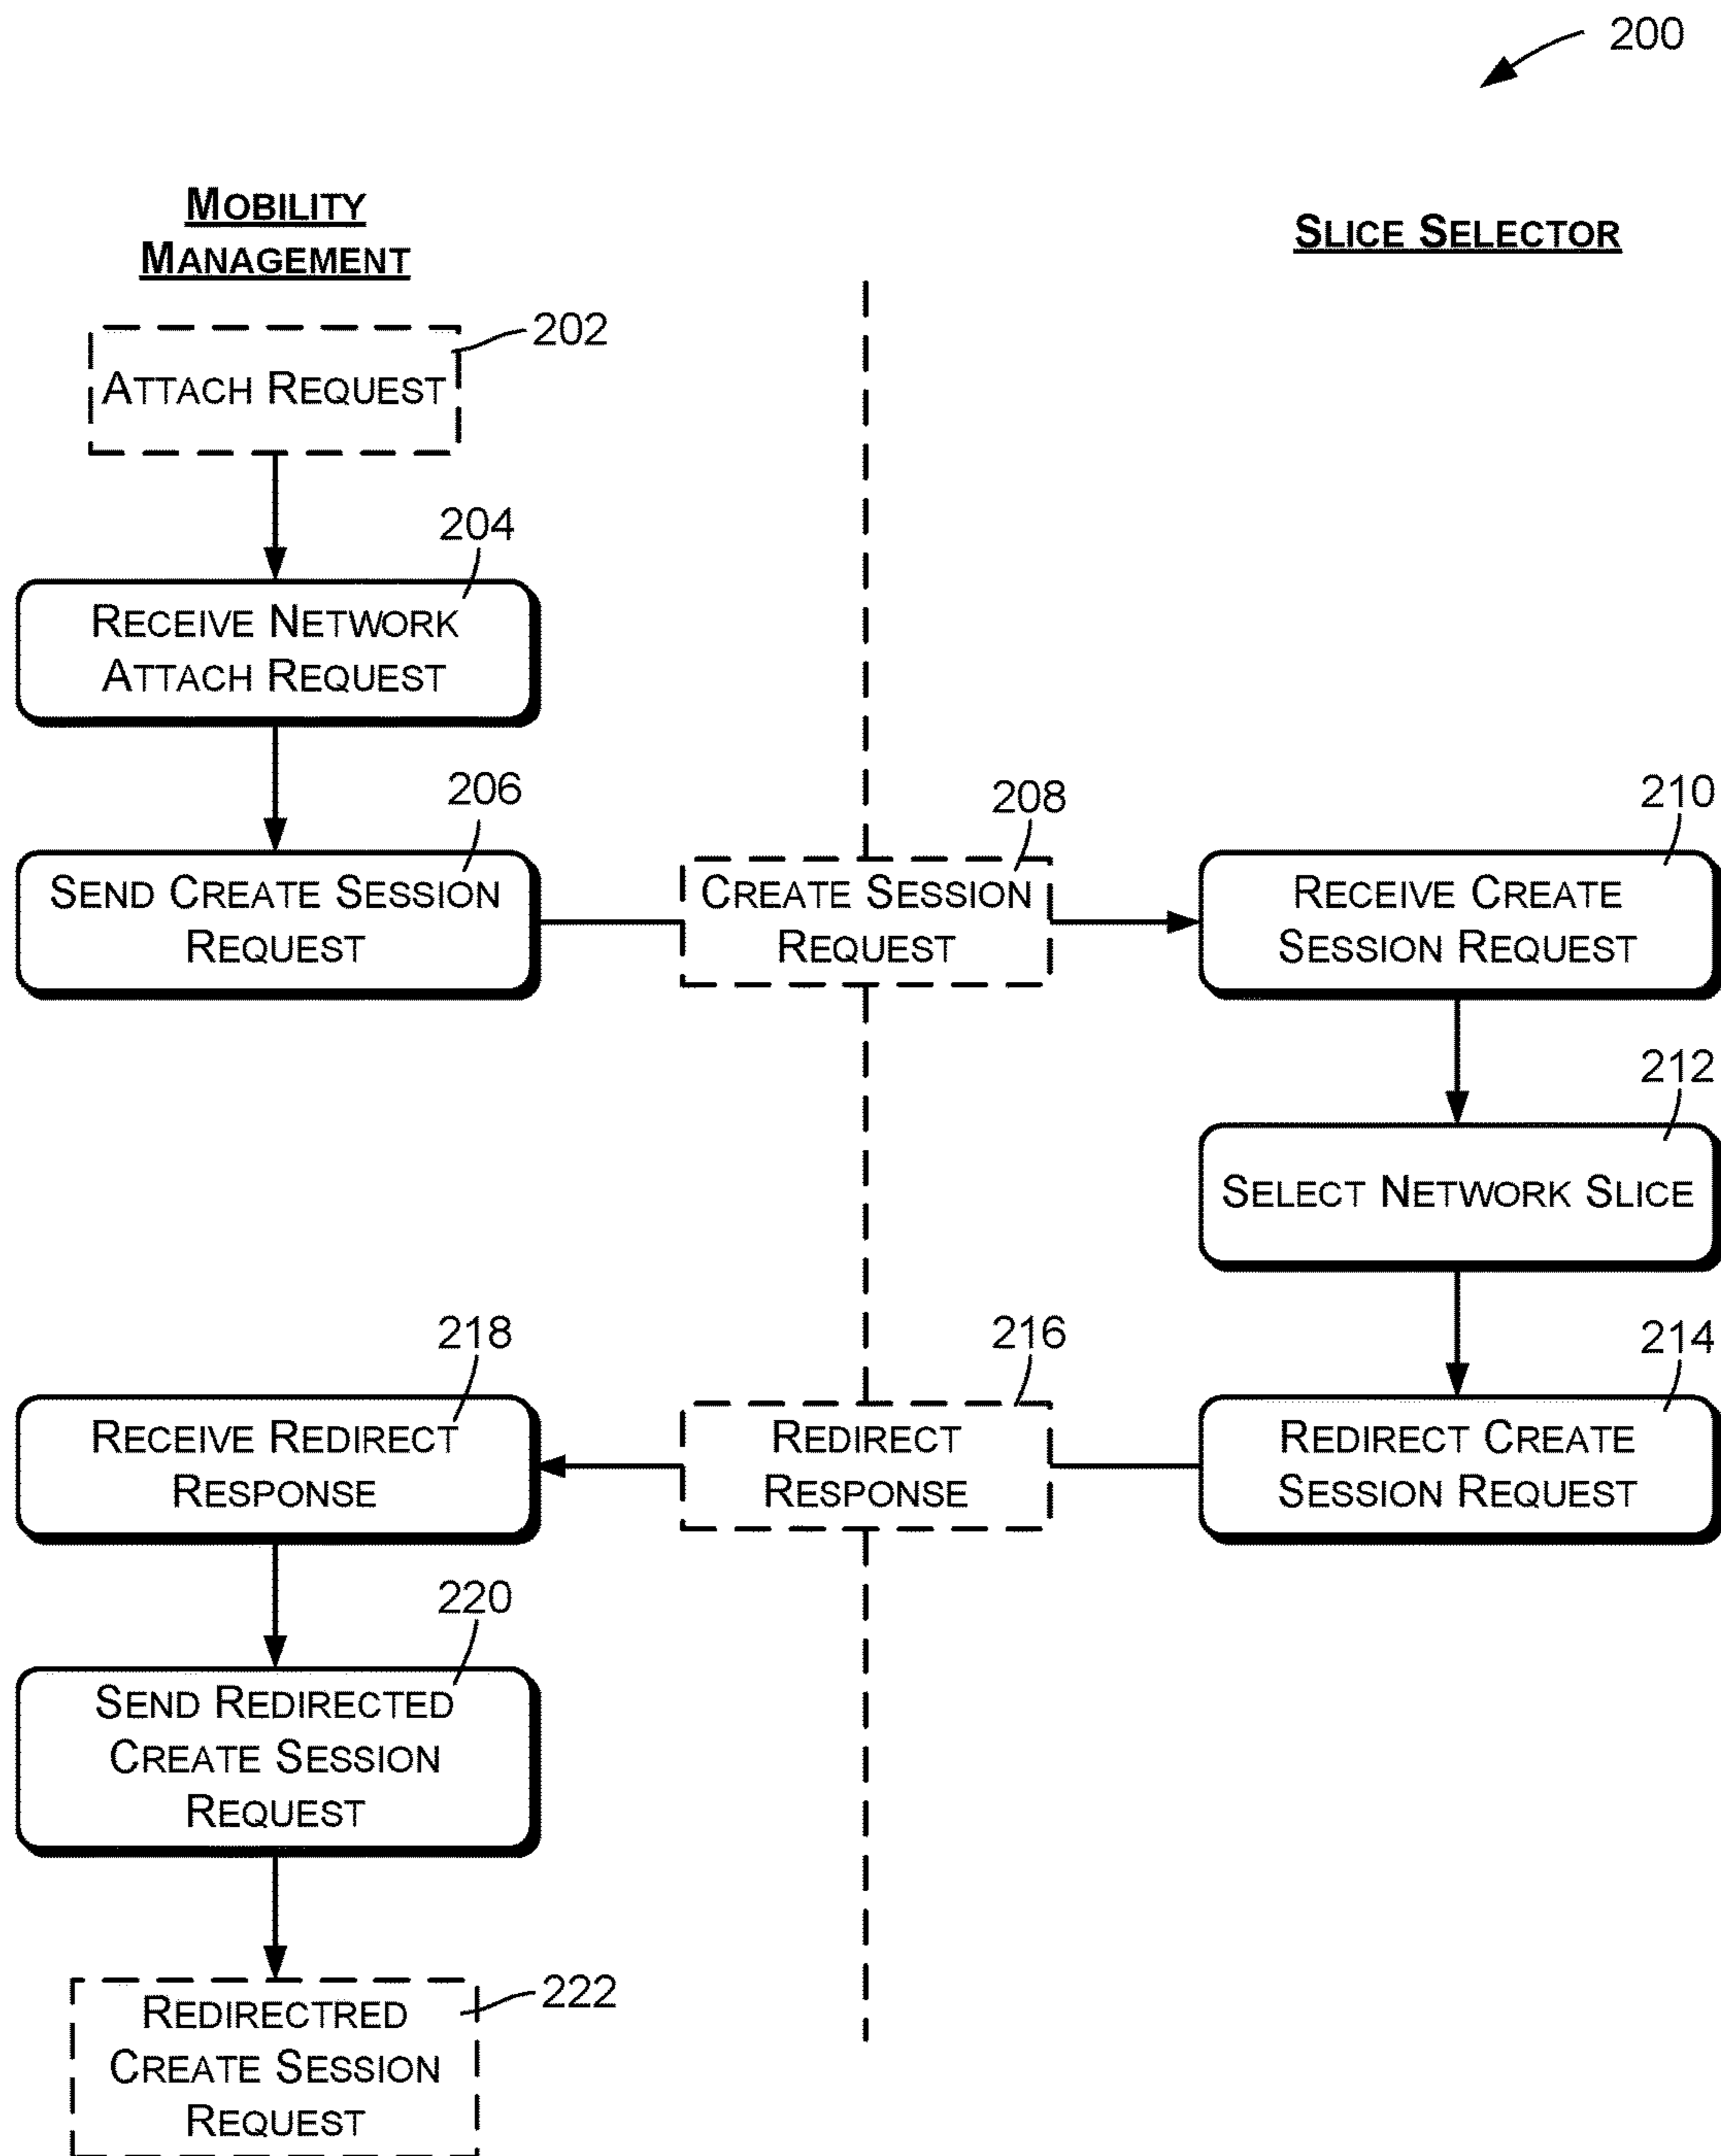 200
MOBILITY
MANAGEMENT
SLICE SELECTOR
202
ATTACH REQUEST
204
RECEIVE NETWORK
ATTACH REQUEST
206
SEND CREATE SESSION
REQUEST
208
CREATE SESSION
REQUEST
210
RECEIVE CREATE
SESSION REQUEST
212
SELECT NETWORK SLICE
214
REDIRECT CREATE
SESSION REQUEST
216
REDIRECT
RESPONSE
218
RECEIVE REDIRECT
RESPONSE
220
SEND REDIRECTED
CREATE SESSION
REQUEST
222
REDIRECTRED
CREATE SESSION
REQUEST